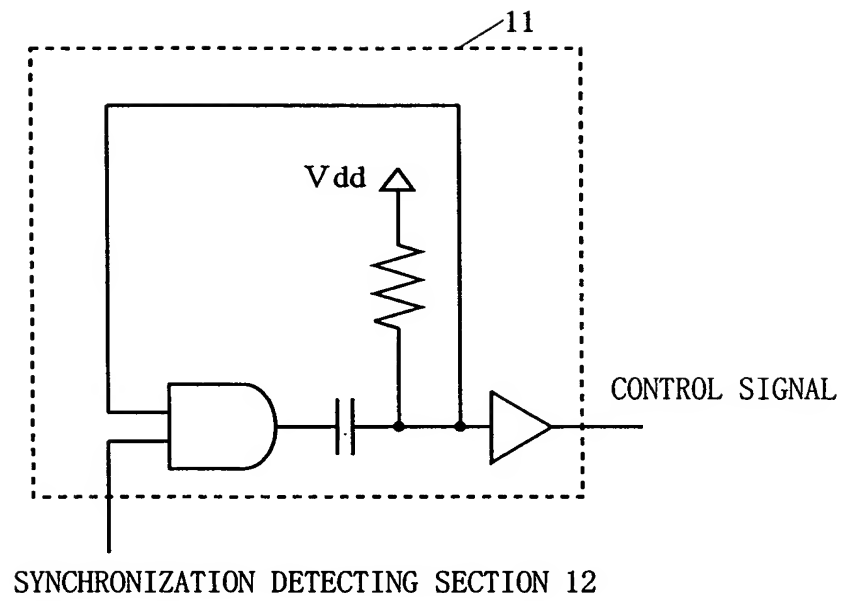 11
Vdd
CONTROL SIGNAL
SYNCHRONIZATION DETECTING SECTION 12